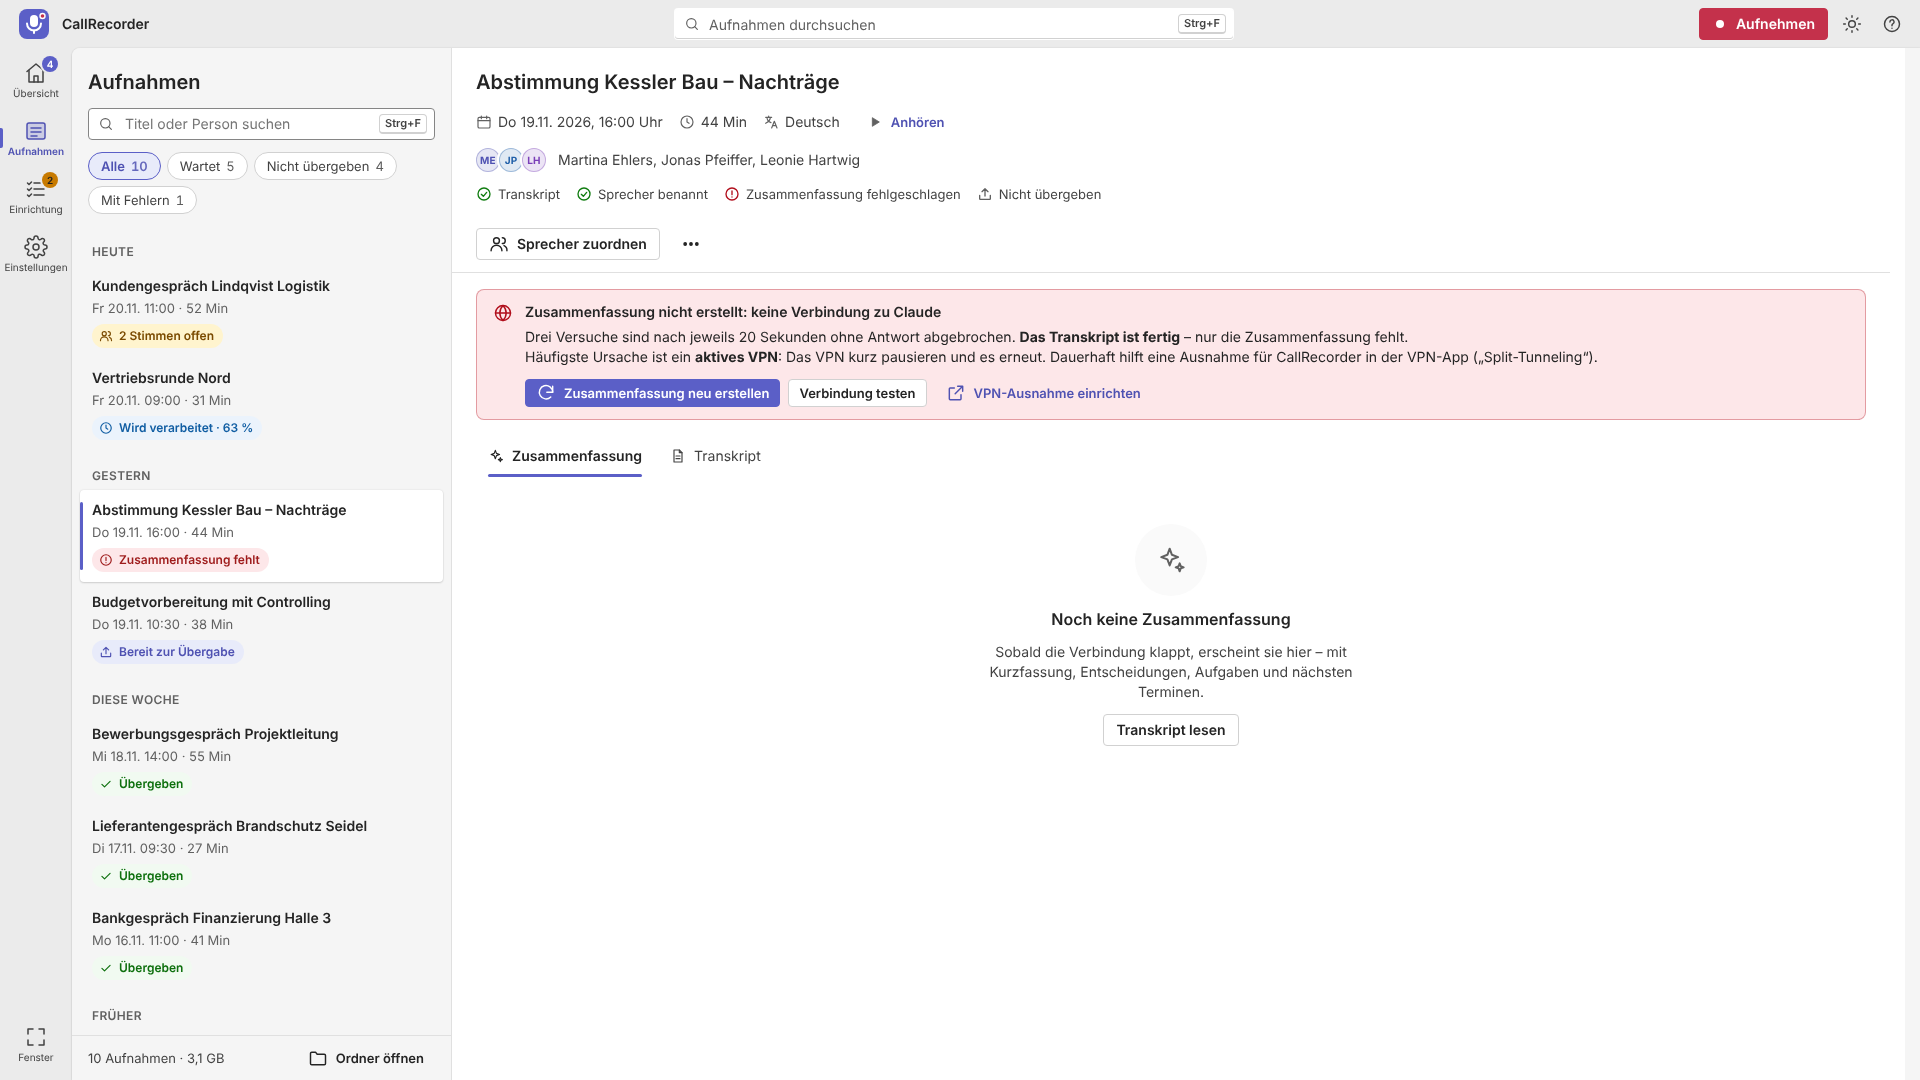 CallRecorder
Aufnahmen durchsuchen
Strg+F
Aufnehmen
4
Übersicht
Aufnahmen
2
Einrichtung
Einstellungen
Fenster
Aufnahmen
Titel oder Person suchen
Strg+F
Alle 10
Wartet 5
Nicht übergeben 4
Mit Fehlern 1
HEUTE
Kundengespräch Lindqvist Logistik
Fr 20.11. 11:00 · 52 Min
2 Stimmen offen
Vertriebsrunde Nord
Fr 20.11. 09:00 · 31 Min
Wird verarbeitet · 63 %
GESTERN
Abstimmung Kessler Bau – Nachträge
Do 19.11. 16:00 · 44 Min
Zusammenfassung fehlt
Budgetvorbereitung mit Controlling
Do 19.11. 10:30 · 38 Min
Bereit zur Übergabe
DIESE WOCHE
Bewerbungsgespräch Projektleitung
Mi 18.11. 14:00 · 55 Min
Übergeben
Lieferantengespräch Brandschutz Seidel
Di 17.11. 09:30 · 27 Min
Übergeben
Bankgespräch Finanzierung Halle 3
Mo 16.11. 11:00 · 41 Min
Übergeben
FRÜHER
10 Aufnahmen · 3,1 GB
Ordner öffnen
Abstimmung Kessler Bau – Nachträge
Do 19.11. 2026, 16:00 Uhr
44 Min
Deutsch
Anhören
ME JP LH
Martina Ehlers, Jonas Pfeiffer, Leonie Hartwig
Transkript
Sprecher benannt
Zusammenfassung fehlgeschlagen
Nicht übergeben
Sprecher zuordnen
Zusammenfassung nicht erstellt: keine Verbindung zu Claude
Drei Versuche sind nach jeweils 20 Sekunden ohne Antwort abgebrochen. Das Transkript ist fertig – nur die Zusammenfassung fehlt.
Häufigste Ursache ist ein aktives VPN: Das VPN kurz pausieren und es erneut. Dauerhaft hilft eine Ausnahme für CallRecorder in der VPN-App („Split-Tunneling“).
Zusammenfassung neu erstellen
Verbindung testen
VPN-Ausnahme einrichten
Zusammenfassung
Transkript
Noch keine Zusammenfassung
Sobald die Verbindung klappt, erscheint sie hier – mit
Kurzfassung, Entscheidungen, Aufgaben und nächsten
Terminen.
Transkript lesen